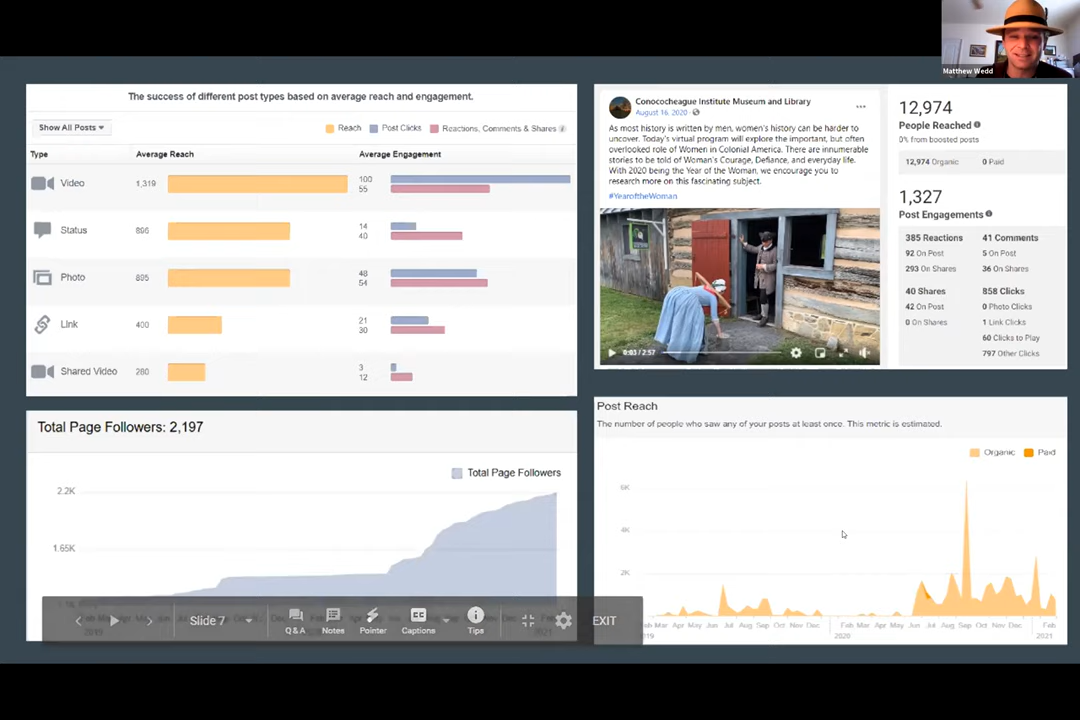 Matthew Wedd
The success of different post types based on average reach and engagement.
Show All Posts
Reach
Post Clicks
Reactions, Comments & Shares
Type
Average Reach
Average Engagement
Video
1,319
100
55
Status
896
14
40
Photo
895
48
54
Link
400
21
30
Shared Video
280
3
12
Conococheague Institute Museum and Library
August 16, 2020
As most history is written by men, women's history can be harder to
uncover. Today's virtual program will explore the important, but often
overlooked role of Women in Colonial America. There are innumerable
stories to be told of Woman's Courage, Defiance, and everyday life.
With 2020 being the Year of the Woman, we encourage you to
research more on this fascinating subject.
#YearoftheWoman
0:03 / 2:57
12,974
People Reached
0% from boosted posts
12,974 Organic
0 Paid
1,327
Post Engagements
385 Reactions
41 Comments
92 On Post
5 On Post
293 On Shares
36 On Shares
40 Shares
858 Clicks
42 On Post
0 Photo Clicks
0 On Shares
1 Link Clicks
60 Clicks to Play
797 Other Clicks
Total Page Followers: 2,197
Total Page Followers
2.2K
1.65K
2019
2021
Post Reach
The number of people who saw any of your posts at least once. This metric is estimated.
Organic
Paid
6K
4K
2K
Mar Apr May Jun Jul Aug Sep Oct Nov Dec Feb Mar Apr May Jun Jul Aug Sep Oct Nov Dec Feb
2019 2020 2021
Slide 7
Q & A
Notes
Pointer
CC
Captions
Tips
EXIT